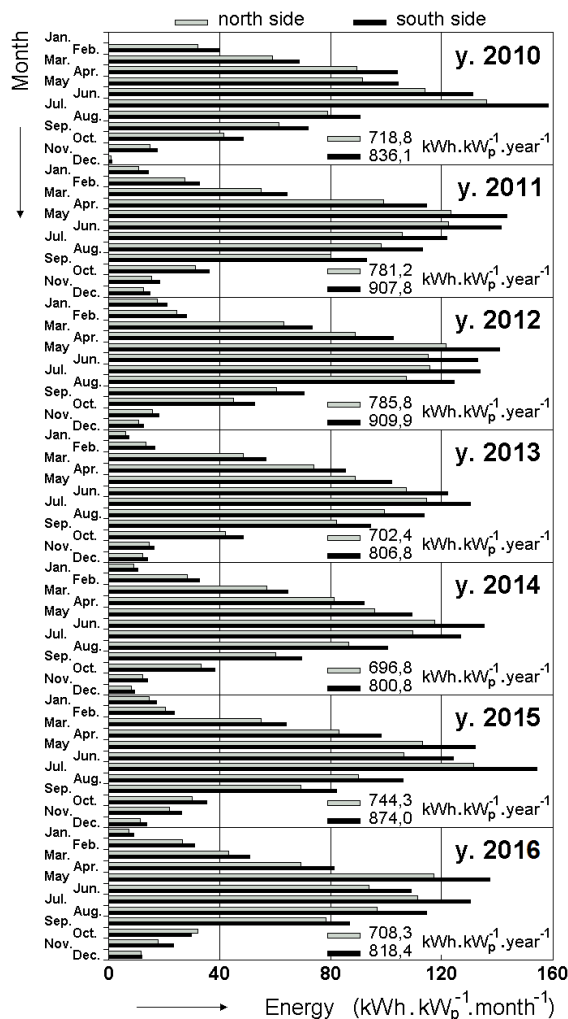 north side south side
Month
y. 2010
Jan.
Feb.
Mar.
Apr.
May
Jun.
Jul.
Aug.
Sep.
Oct.
Nov.
Dec.
718,8
836,1
kWh.kWp⁻¹.year⁻¹
y. 2011
Jan.
Feb.
Mar.
Apr.
May
Jun.
Jul.
Aug.
Sep.
Oct.
Nov.
Dec.
781,2
907,8
kWh.kWp⁻¹.year⁻¹
y. 2012
Jan.
Feb.
Mar.
Apr.
May
Jun.
Jul.
Aug.
Sep.
Oct.
Nov.
Dec.
785,8
909,9
kWh.kWp⁻¹.year⁻¹
y. 2013
Jan.
Feb.
Mar.
Apr.
May
Jun.
Jul.
Aug.
Sep.
Oct.
Nov.
Dec.
702,4
806,8
kWh.kWp⁻¹.year⁻¹
y. 2014
Jan.
Feb.
Mar.
Apr.
May
Jun.
Jul.
Aug.
Sep.
Oct.
Nov.
Dec.
696,8
800,8
kWh.kWp⁻¹.year⁻¹
y. 2015
Jan.
Feb.
Mar.
Apr.
May
Jun.
Jul.
Aug.
Sep.
Oct.
Nov.
Dec.
744,3
874,0
kWh.kWp⁻¹.year⁻¹
y. 2016
Jan.
Feb.
Mar.
Apr.
May
Jun.
Jul.
Aug.
Sep.
Oct.
Nov.
Dec.
708,3
818,4
kWh.kWp⁻¹.year⁻¹
0 40 80 120 160
Energy (kWh.kWp⁻¹.month⁻¹)